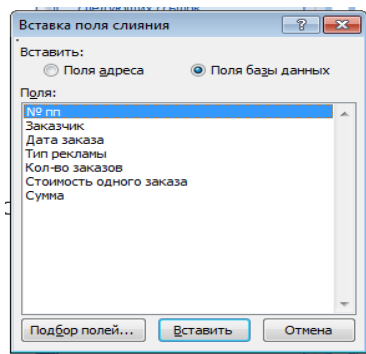 Вставка поля слияния
Вставить:
Поля адреса Поля базы данных
Поля:
№ пп
Заказчик
Дата заказа
Тип рекламы
Кол-во заказов
Стоимость одного заказа
Сумма
Подбор полей... Вставить Отмена